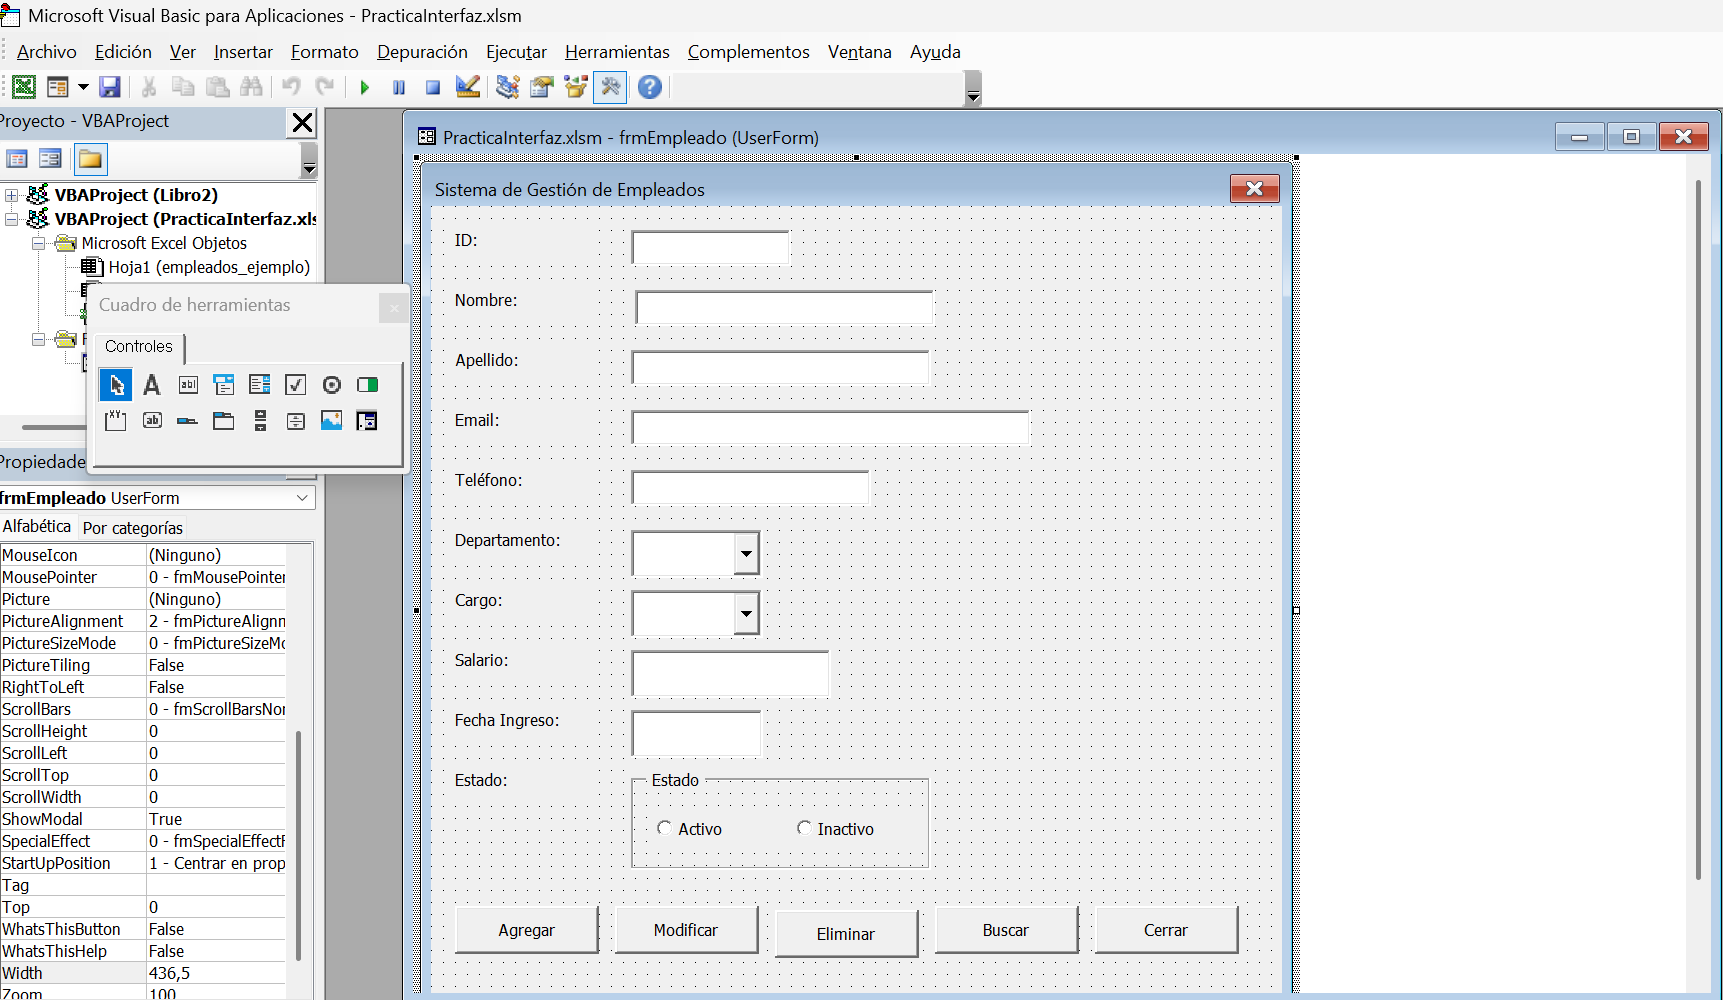 Microsoft Visual Basic para Aplicaciones - PracticaInterfaz.xlsm
Archivo Edición Ver Insertar Formato Depuración Ejecutar Herramientas Complementos Ventana Ayuda
Proyecto - VBAProject
VBAProject (Libro2)
VBAProject (PracticaInterfaz.xls
Microsoft Excel Objetos
Hoja1 (empleados_ejemplo)
Cuadro de herramientas
Controles
Propiedade
frmEmpleado UserForm
Alfabética Por categorías
MouseIcon (Ninguno)
MousePointer 0 - fmMousePointer
Picture (Ninguno)
PictureAlignment 2 - fmPictureAlignn
PictureSizeMode 0 - fmPictureSizeMo
PictureTiling False
RightToLeft False
ScrollBars 0 - fmScrollBarsNon
ScrollHeight 0
ScrollLeft 0
ScrollTop 0
ScrollWidth 0
ShowModal True
SpecialEffect 0 - fmSpecialEffectF
StartUpPosition 1 - Centrar en prop
Tag
Top 0
WhatsThisButton False
WhatsThisHelp False
Width 436,5
Zoom 100
PracticaInterfaz.xlsm - frmEmpleado (UserForm)
Sistema de Gestión de Empleados
ID:
Nombre:
Apellido:
Email:
Teléfono:
Departamento:
Cargo:
Salario:
Fecha Ingreso:
Estado: Estado
Activo Inactivo
Agregar Modificar Eliminar Buscar Cerrar